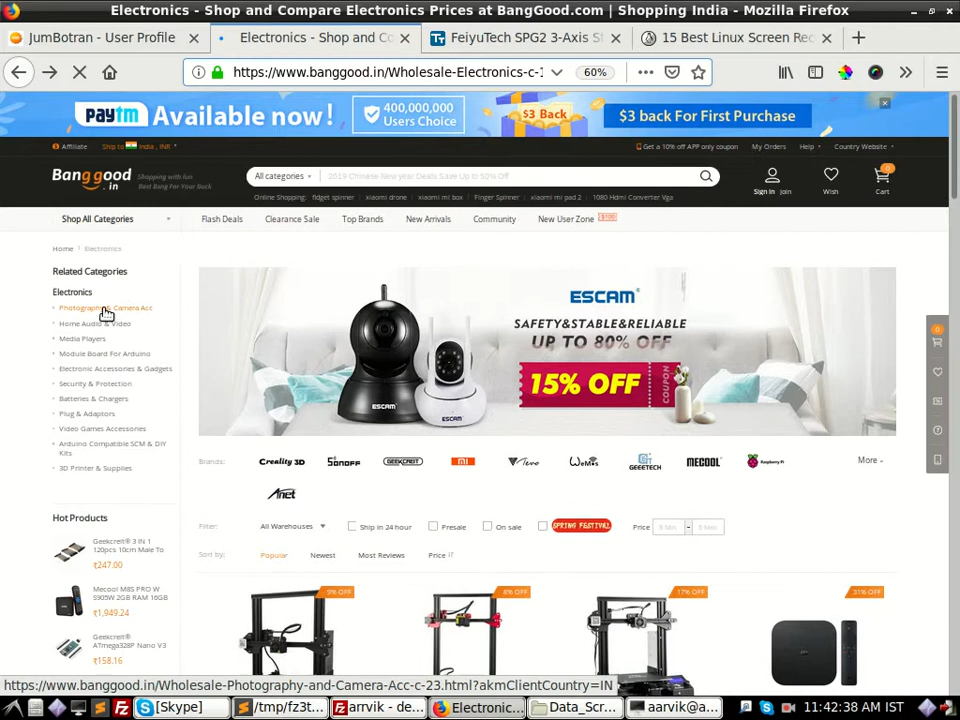 Electronics - Shop and Compare Electronics Prices at BangGood.com | Shopping India - Mozilla Firefox
JumBotran - User Profile
Electronics - Shop and Co
FeiyuTech SPG2 3-Axis St
15 Best Linux Screen Rec
https://www.banggood.in/Wholesale-Electronics-c-1
60%
paytm Available now!
400,000,000
Users Choice
$3 Back
$3 back For First Purchase
Affiliate
Ship to India , INR
Get a 10% off APP only coupon
My Orders
Help
Country Website
Banggood.in
Shopping with fun
Best Bang For Your Buck
All categories
2019 Chinese New year Deals Save Up to 50% Off
Sign In Join
Wish
0
Cart
Online Shopping: fidget spinner xiaomi drone xiaomi mi box Finger Spinner xiaomi mi pad 2 1080 Hdmi Converter Vga
Shop All Categories
Flash Deals
Clearance Sale
Top Brands
New Arrivals
Community
New User Zone
$100
Home Electronics
Related Categories
Electronics
Photography & Camera Acc
Home Audio & Video
Media Players
Module Board For Arduino
Electronic Accessories & Gadgets
Security & Protection
Batteries & Chargers
Plug & Adaptors
Video Games Accessories
Arduino Compatible SCM & DIY
Kits
3D Printer & Supplies
ESCAM
SAFETY&STABLE&RELIABLE
UP TO 80% OFF
15% OFF
COUPON
ESCAM
ESCAM
0
Brands:
Creality 3D
SONOFF
GEEKCREIT
MI
Tevo
WeMos
GEEETECH
MECOOL
Raspberry Pi
More
Anet
Hot Products
Geekcreit® 3 IN 1
120pcs 10cm Male To
₹247.00
Mecool M8S PRO W
S905W 2GB RAM 16GB
₹1,949.24
Geekcreit®
ATmega328P Nano V3
₹158.16
Filter:
All Warehouses
Ship in 24 hour
Presale
On sale
SPRING FESTIVAL
Price
$ Min - $ Max
Sort by:
Popular
Newest
Most Reviews
Price
9% OFF
8% OFF
17% OFF
31% OFF
https://www.banggood.in/Wholesale-Photography-and-Camera-Acc-c-23.html?akmClientCountry=IN
[Skype]
/tmp/fz3t...
arrvik - de...
Electronic...
Data_Scr...
aarvik@a...
11:42:38 AM IST